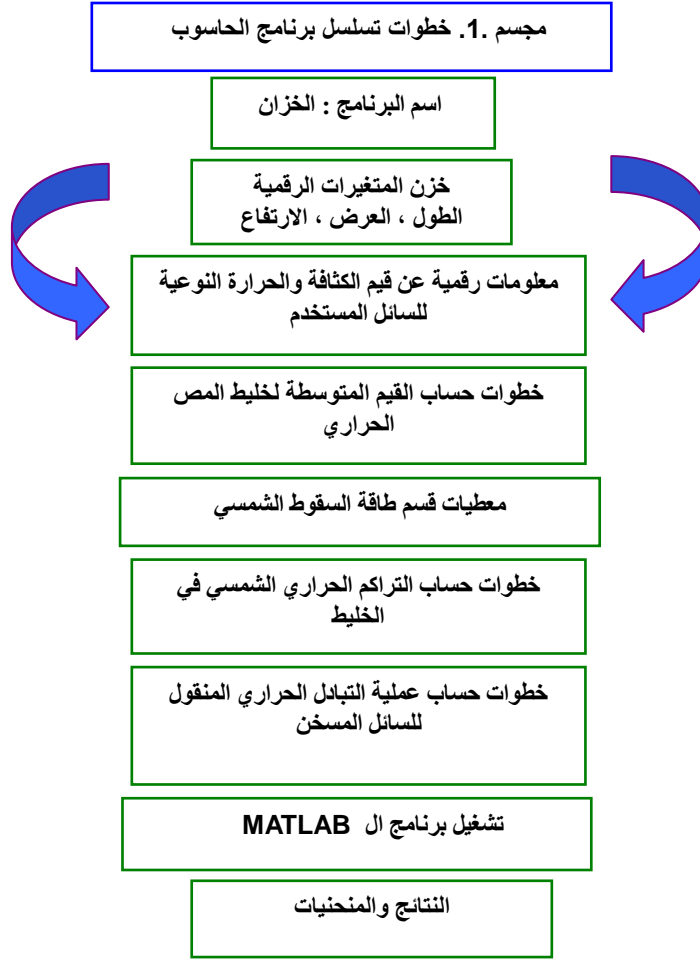 مجسم .1. خطوات تسلسل برنامج الحاسوب
اسم البرنامج : الخزان
خزن المتغيرات الرقمية
الطول ، العرض ، الارتفاع
معلومات رقمية عن قيم الكثافة والحرارة النوعية
للسائل المستخدم
خطوات حساب القيم المتوسطة لخليط المص
الحراري
معطيات قسم طاقة السقوط الشمسي
خطوات حساب التراكم الحراري الشمسي في
الخليط
خطوات حساب عملية التبادل الحراري المنقول
للسائل المسخن
تشغيل برنامج ال MATLAB
النتائج والمنحنيات